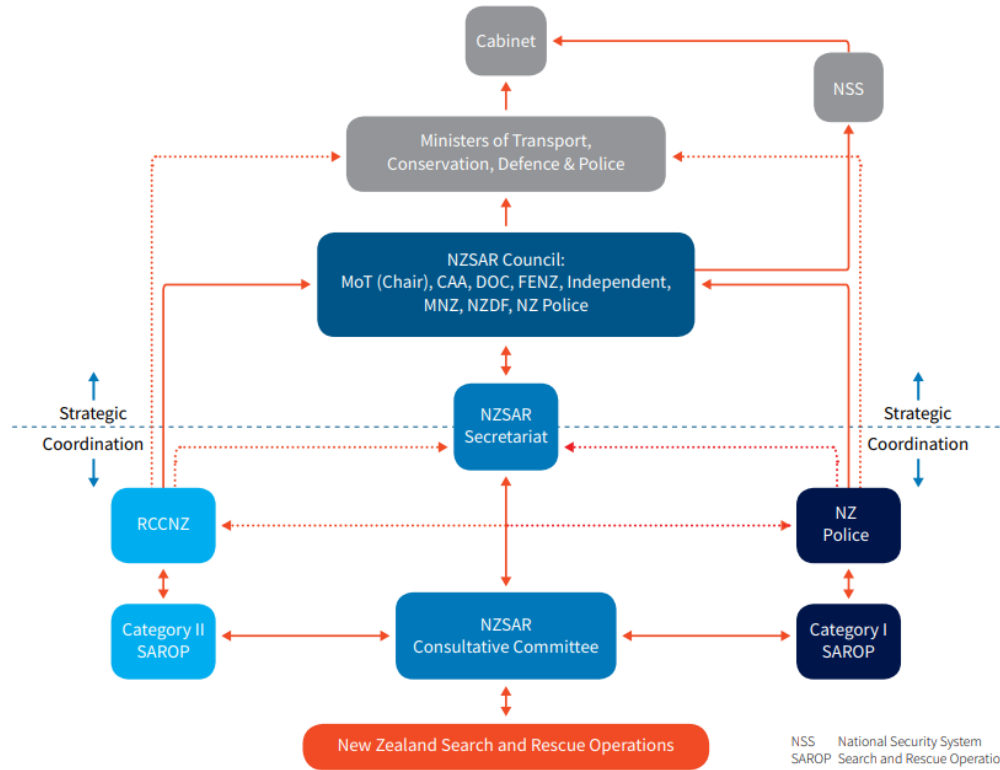 Cabinet
NSS
Ministers of Transport,
Conservation, Defence & Police
NZSAR Council:
MoT (Chair), CAA, DOC, FENZ, Independent,
MNZ, NZDF, NZ Police
Strategic
Coordination
NZSAR
Secretariat
Strategic
Coordination
RCCNZ
NZ
Police
Category II
SAROP
NZSAR
Consultative Committee
Category I
SAROP
New Zealand Search and Rescue Operations
NSS National Security System
SAROP Search and Rescue